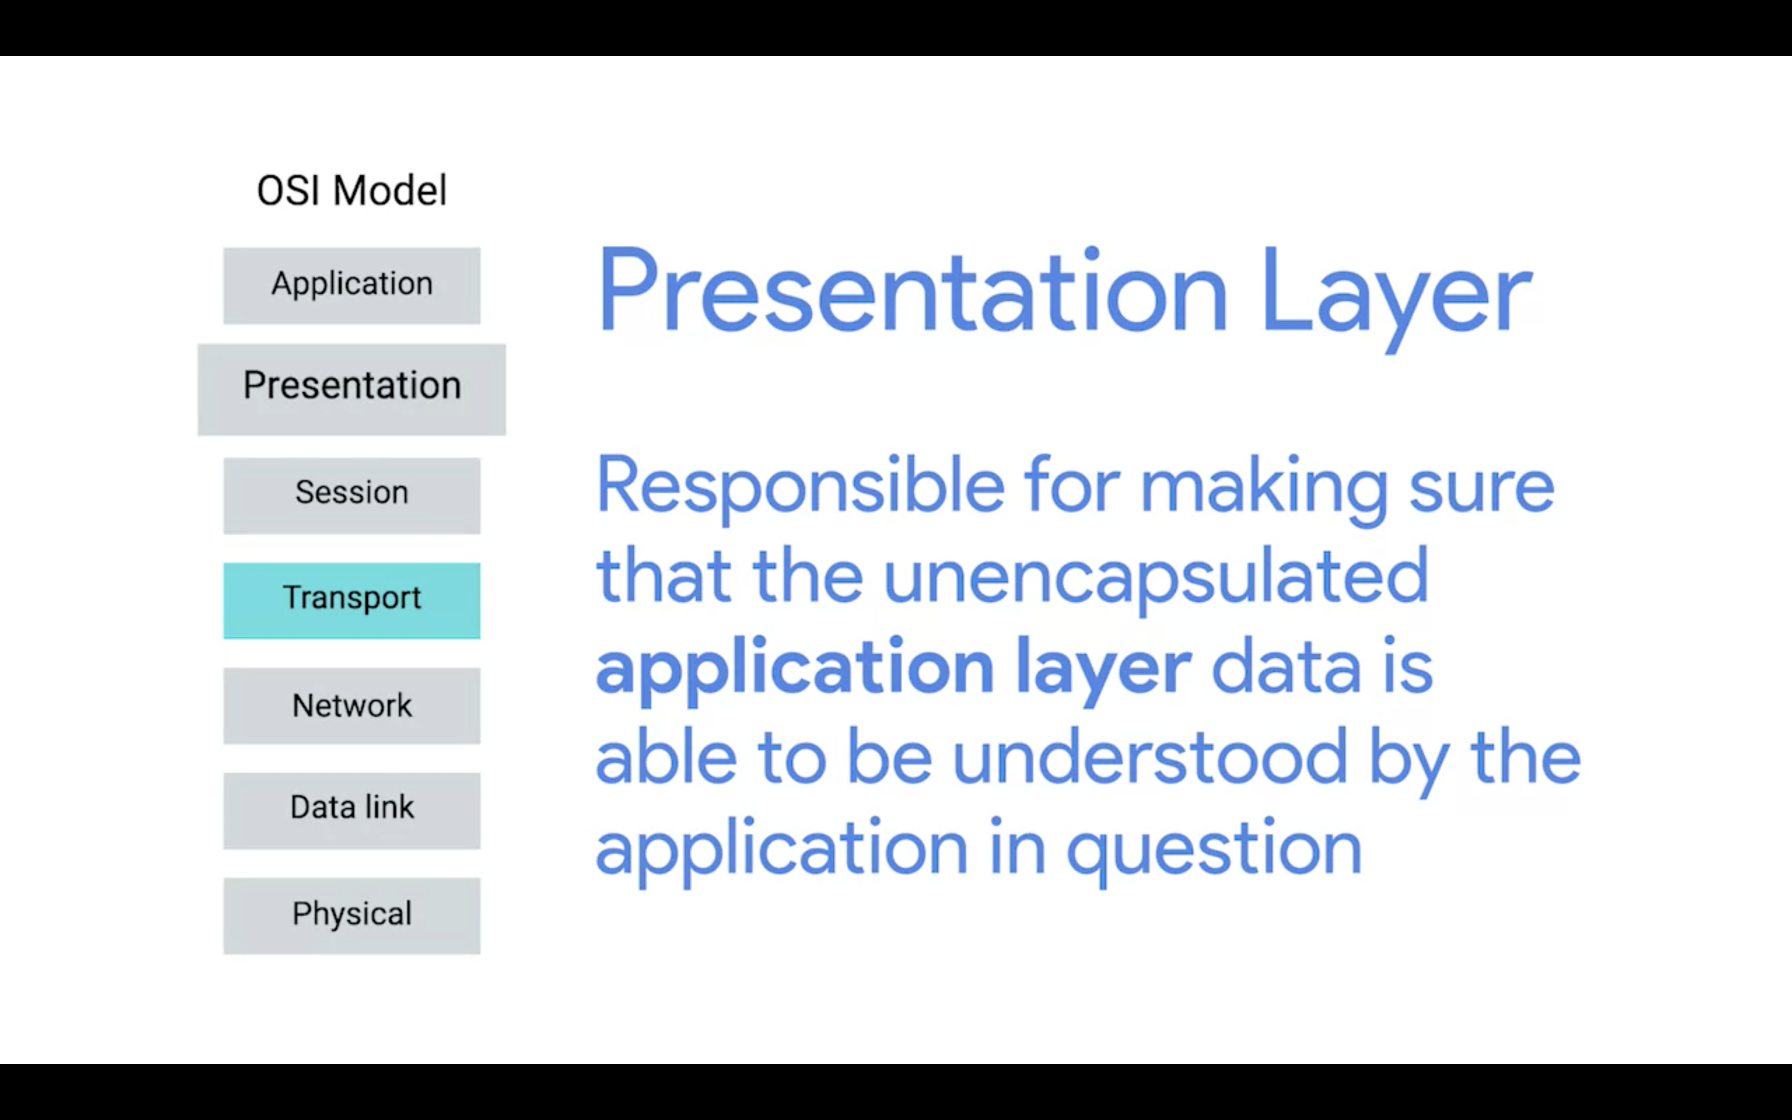 OSI Model
Application
Presentation
Session
Transport
Network
Data link
Physical
Presentation Layer
Responsible for making sure
that the unencapsulated
application layer data is
able to be understood by the
application in question